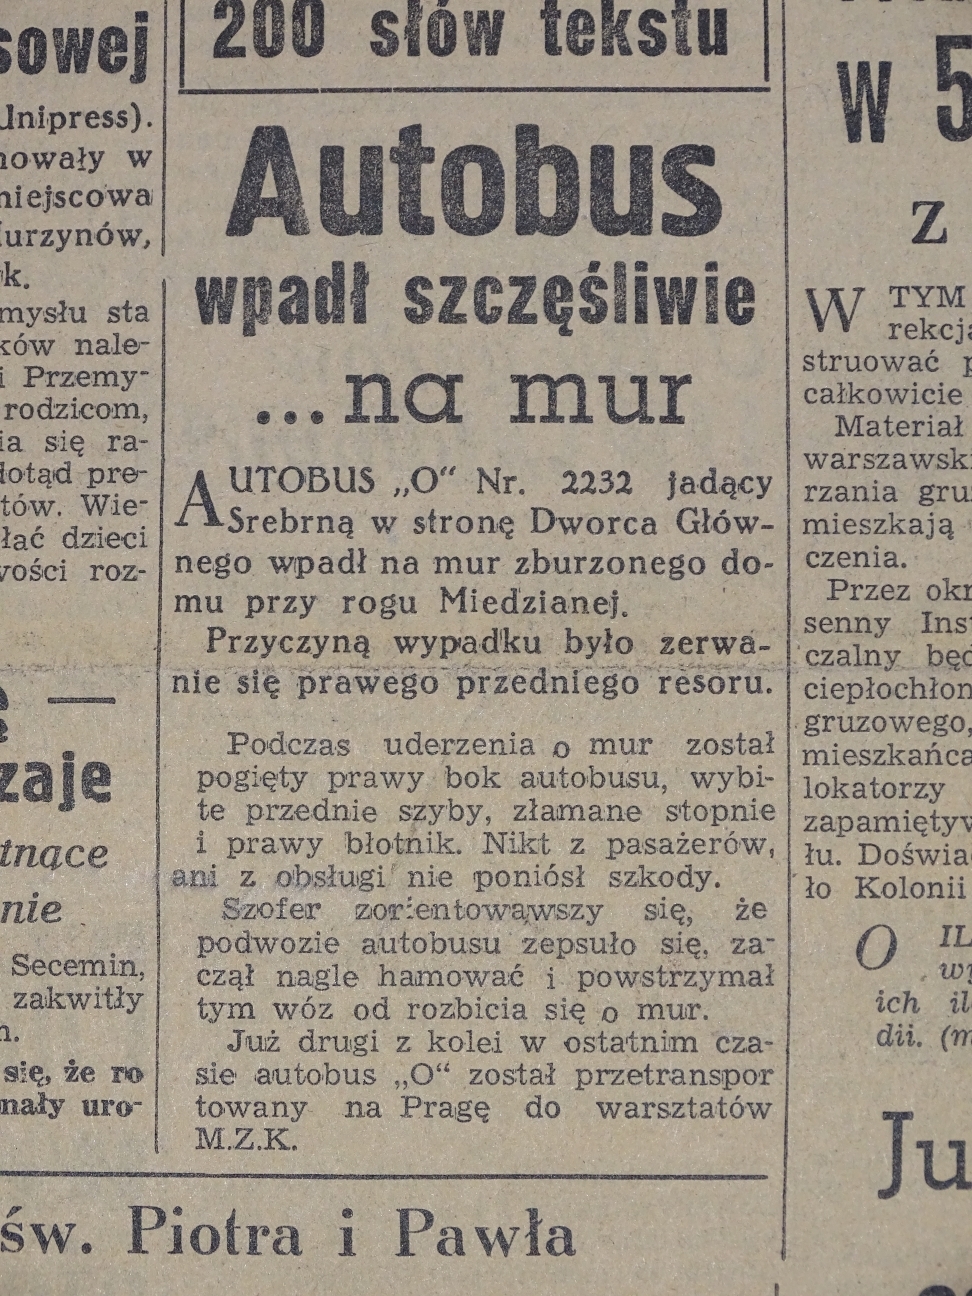 sowej
Unipress).
nowały w
miejscowa
urzynów,
k.
mysłu sta
ków nale-
i Przemy-
rodzicom,
ia się ra-
dotąd pre-
tów. Wie-
łać dzieci
wości roz-
ę —
zaje
tnące
nie
Secemin,
zakwitły
się, że ro
nały uro-
200 słów tekstu
Autobus
wpadł szczęśliwie
...na mur
AUTOBUS „O“ Nr. 2232 jadący
Srebrną w stronę Dworca Głów-
nego wpadł na mur zburzonego do-
mu przy rogu Miedzianej.
Przyczyną wypadku było zerwa-
nie się prawego przedniego resoru.
Podczas uderzenia o mur został
pogięty prawy bok autobusu, wybi-
te przednie szyby, złamane stopnie
i prawy błotnik. Nikt z pasażerów,
ani z obsługi nie poniósł szkody.
Szofer zorientowawszy się, że
podwozie autobusu zepsuło się, za-
czął nagle hamować i powstrzymał
tym wóz od rozbicia się o mur.
Już drugi z kolei w ostatnim cza-
sie autobus „O“ został przetranspor
towany na Pragę do warsztatów
M.Z.K.
św. Piotra i Pawła
w 5
Z
W TYM
rekcja
struować p
całkowicie
Materiał
warszawski
rzania gru
mieszkają
czenia.
Przez okr
senny Ins
czalny będ
ciepłochłon
gruzowego,
mieszkańca
lokatorzy
zapamiętyw
łu. Doświa
ło Kolonii
O IL
wy
ich il
dii. (m
Ju